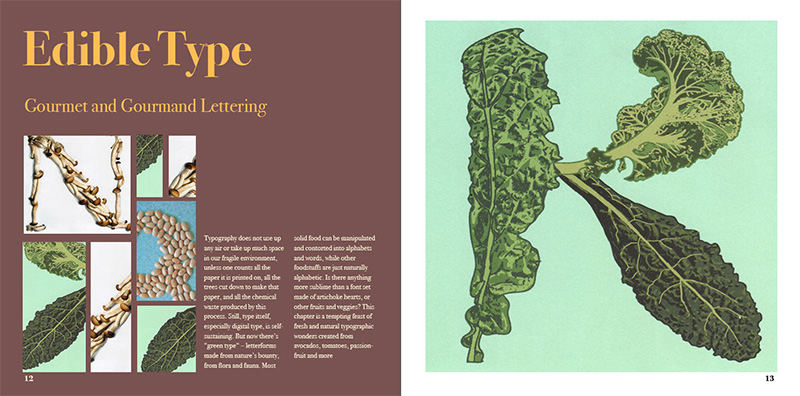 Edible Type
Gourmet and Gourmand Lettering
Typography does not use up
any air or take up much space
in our fragile environment,
unless one counts all the
paper it is printed on, all the
trees cut down to make that
paper, and all the chemical
waste produced by this
process. Still, type itself,
especially digital type, is self-
sustaining. But now there's
"green type" – letterforms
made from nature's bounty,
from flora and fauna. Most
solid food can be manipulated
and contorted into alphabets
and words, while other
foodstuffs are just naturally
alphabetic. Is there anything
more sublime than a font set
made of artichoke hearts, or
other fruits and veggies? This
chapter is a tempting feast of
fresh and natural typographic
wonders created from
avocados, tomatoes, passion-
fruit and more
N
R
12
13